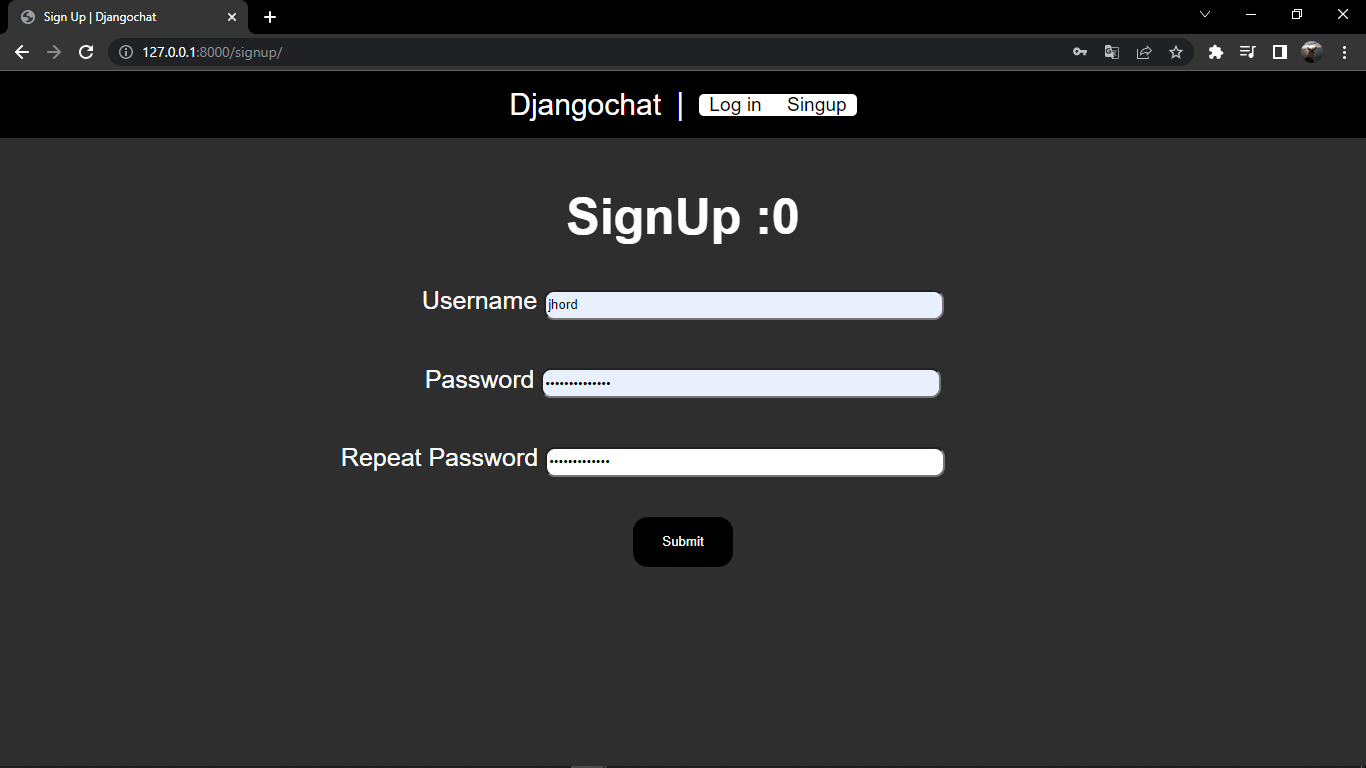 Sign Up | Djangochat
127.0.0.1:8000/signup/
Djangochat | Log in Singup
SignUp :0
Username jhord
Password ••••••••••••••
Repeat Password •••••••••••••
Submit